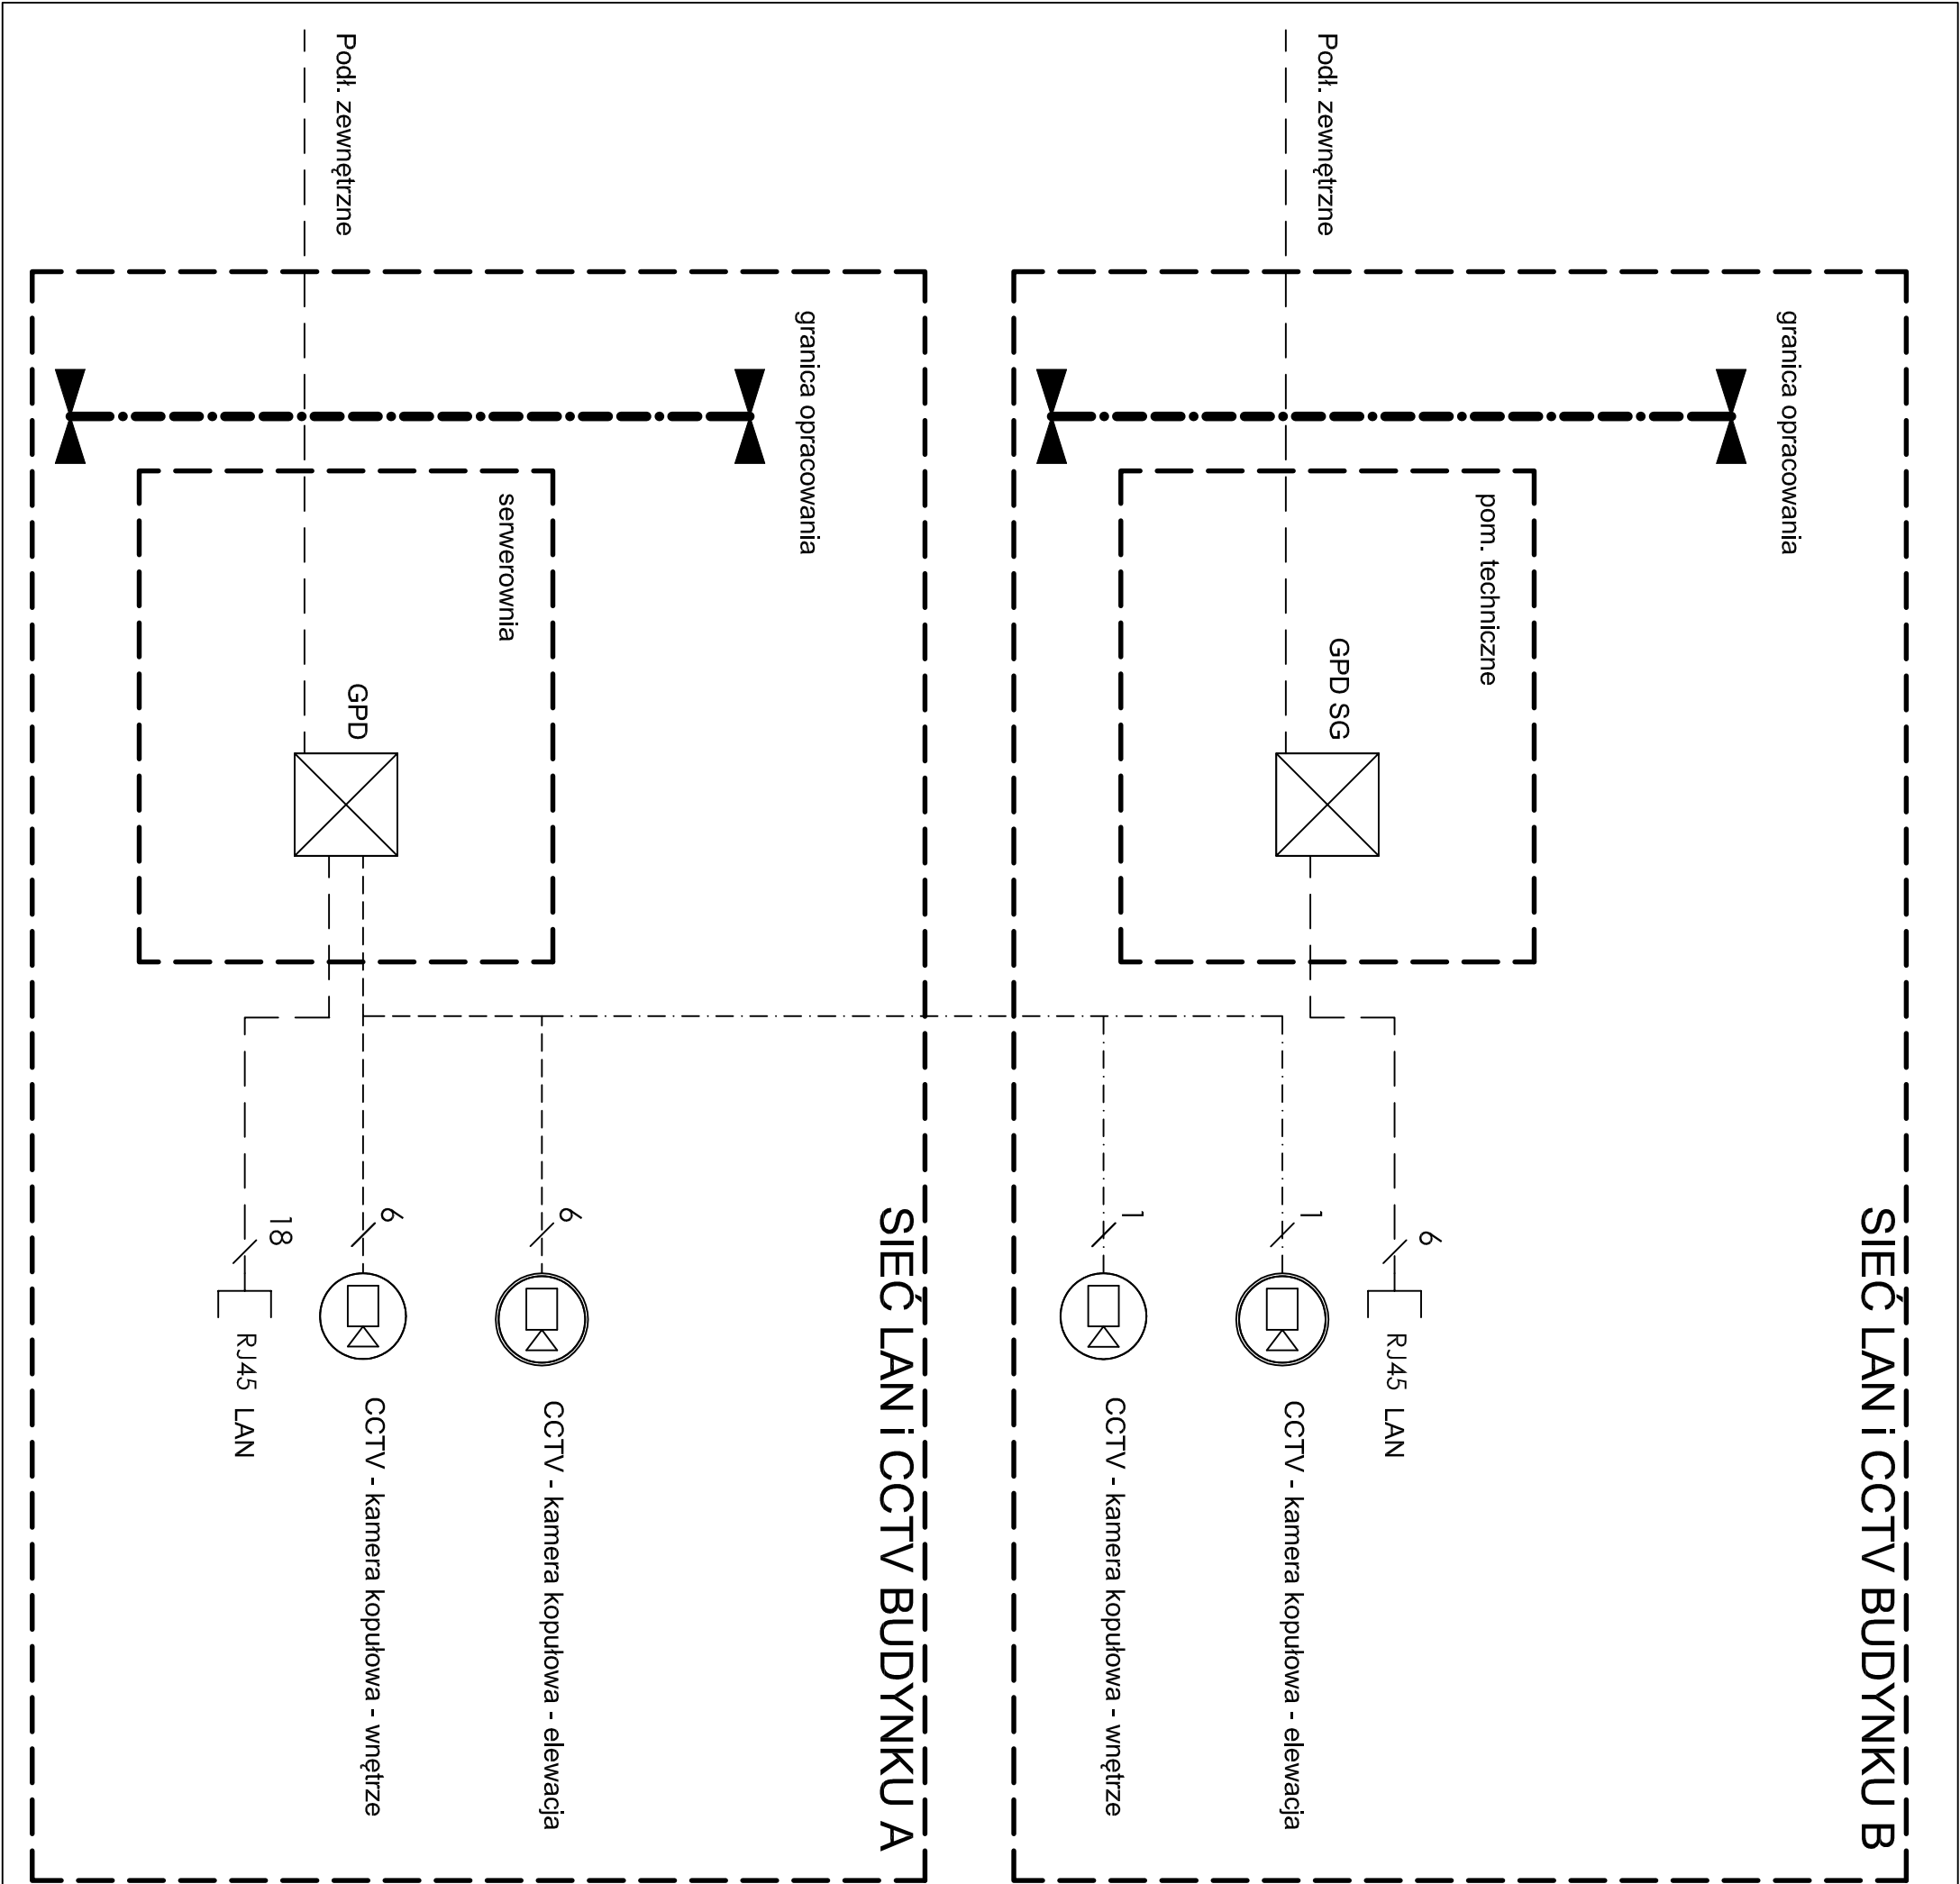 SIEĆ LAN i CCTV BUDYNKU B
granica opracowania
pom. techniczne
Podł. zewnętrzne
GPD SG
6
RJ45 LAN
1
CCTV - kamera kopułowa - elewacja
1
CCTV - kamera kopułowa - wnętrze
SIEĆ LAN i CCTV BUDYNKU A
granica opracowania
serwerownia
Podł. zewnętrzne
GPD
6
CCTV - kamera kopułowa - elewacja
6
CCTV - kamera kopułowa - wnętrze
18
RJ45 LAN